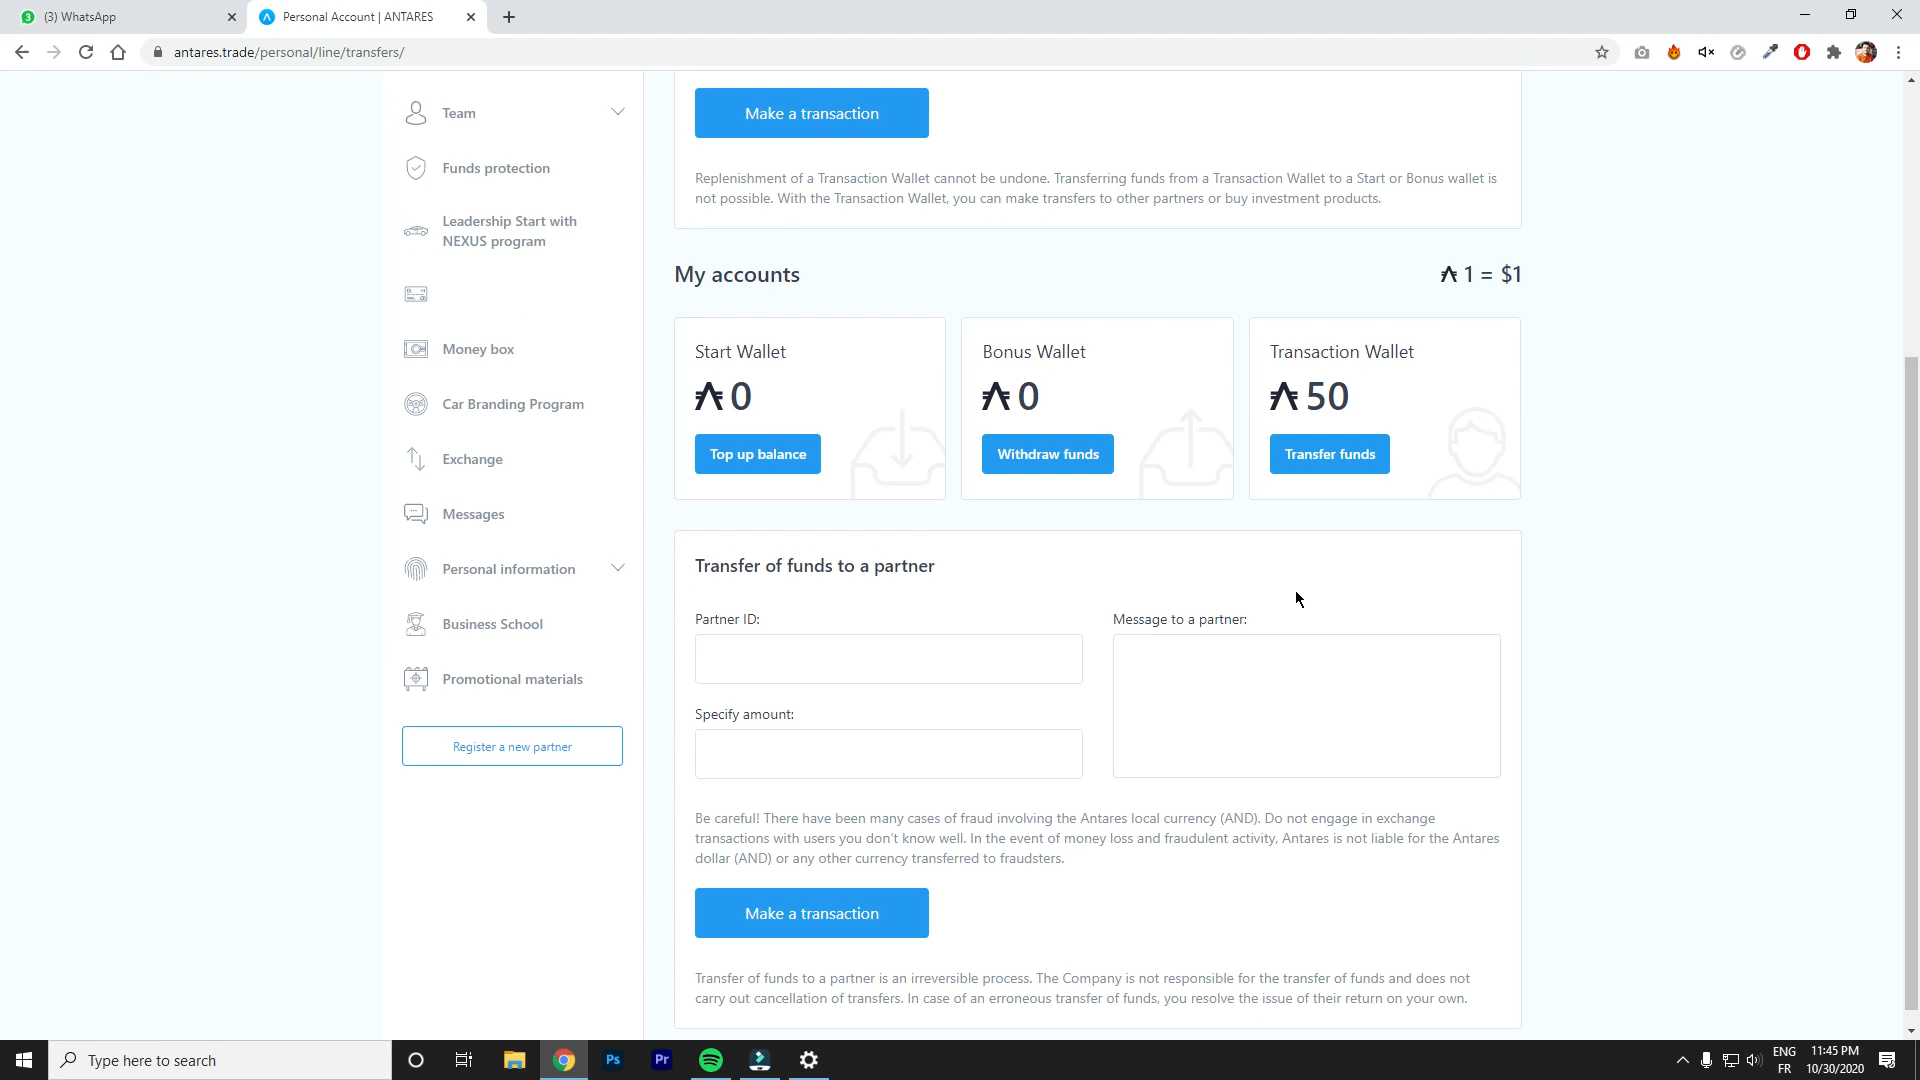 (3) WhatsApp
Personal Account | ANTARES
antares.trade/personal/line/transfers/
Team
Funds protection
Leadership Start with
NEXUS program
Money box
Car Branding Program
Exchange
Messages
Personal information
Business School
Promotional materials
Register a new partner
Make a transaction
Replenishment of a Transaction Wallet cannot be undone. Transferring funds from a Transaction Wallet to a Start or Bonus wallet is
not possible. With the Transaction Wallet, you can make transfers to other partners or buy investment products.
My accounts
1 = $1
Start Wallet
0
Top up balance
Bonus Wallet
0
Withdraw funds
Transaction Wallet
50
Transfer funds
Transfer of funds to a partner
Partner ID:
Message to a partner:
Specify amount:
Be careful! There have been many cases of fraud involving the Antares local currency (AND). Do not engage in exchange
transactions with users you don't know well. In the event of money loss and fraudulent activity, Antares is not liable for the Antares
dollar (AND) or any other currency transferred to fraudsters.
Make a transaction
Transfer of funds to a partner is an irreversible process. The Company is not responsible for the transfer of funds and does not
carry out cancellation of transfers. In case of an erroneous transfer of funds, you resolve the issue of their return on your own.
Type here to search
Ps
Pr
ENG
FR
11:45 PM
10/30/2020